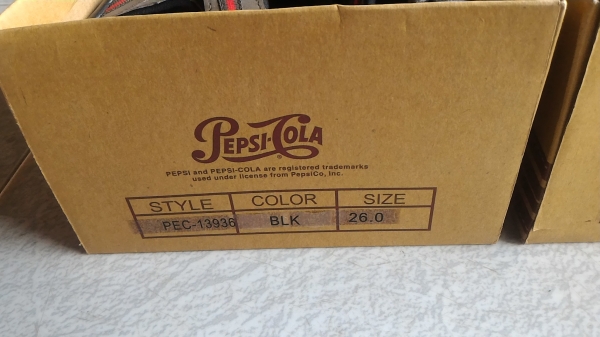 PEPSI-COLA
PEPSI and PEPSI-COLA are registered trademarks
used under license from PepsiCo, Inc.
STYLE COLOR SIZE
PEC-13936 BLK 26.0